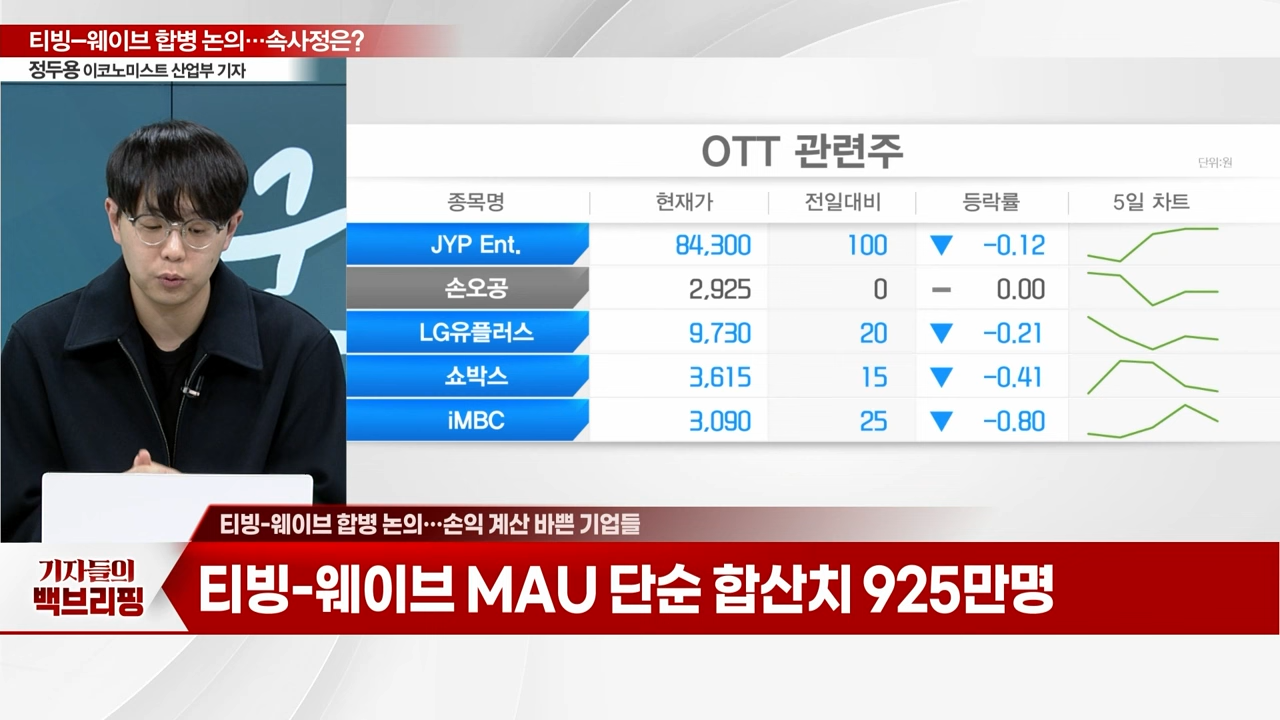 티빙-웨이브 합병 논의…속사정은?
정두용 이코노미스트 산업부 기자
OTT 관련주
단위:원
종목명 현재가 전일대비 등락률 5일 차트
JYP Ent. 84,300 100 ▼ -0.12
손오공 2,925 0 - 0.00
LG유플러스 9,730 20 ▼ -0.21
쇼박스 3,615 15 ▼ -0.41
iMBC 3,090 25 ▼ -0.80
티빙-웨이브 합병 논의…손익 계산 바쁜 기업들
기자들의
백브리핑
티빙-웨이브 MAU 단순 합산치 925만명